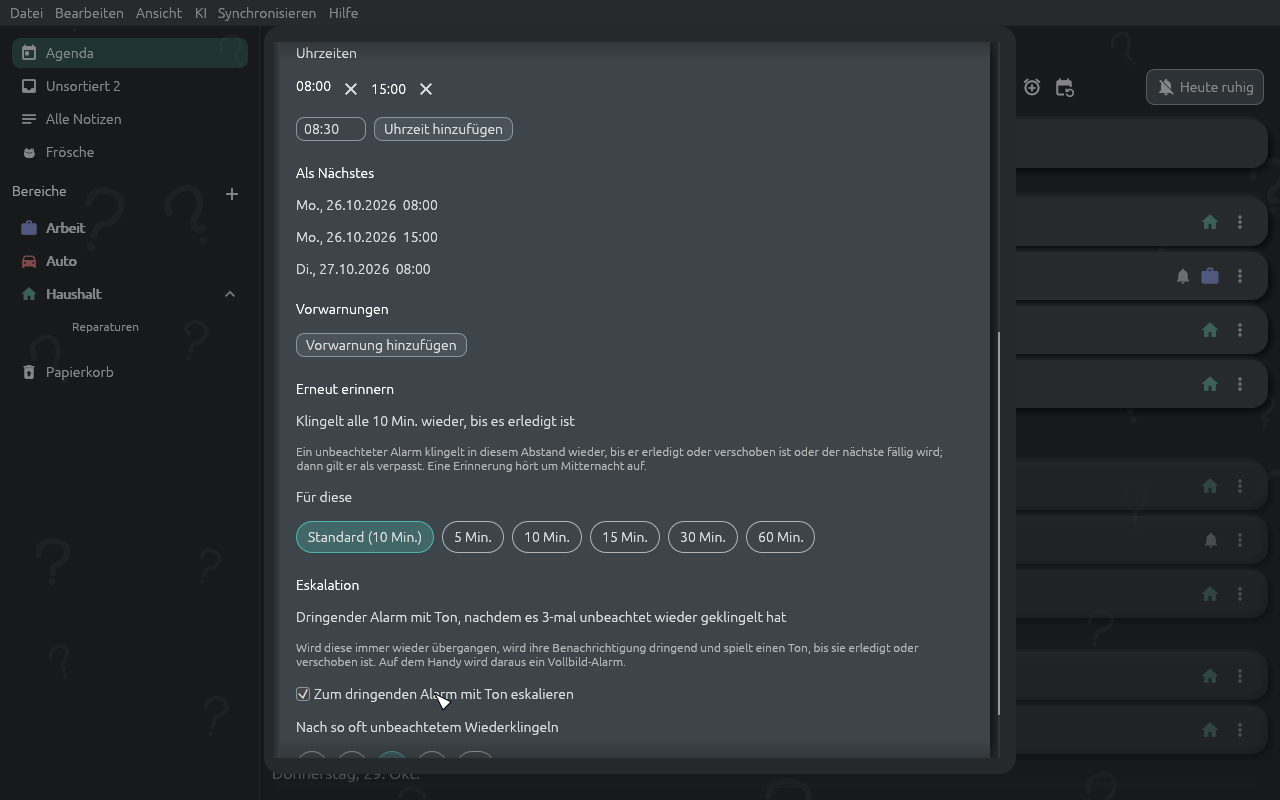 Datei Bearbeiten Ansicht KI Synchronisieren Hilfe
Agenda
Unsortiert 2
Alle Notizen
Frösche
Bereiche
Arbeit
Auto
Haushalt
Reparaturen
Papierkorb
Heute ruhig
Uhrzeiten
08:00 15:00
08:30 Uhrzeit hinzufügen
Als Nächstes
Mo., 26.10.2026 08:00
Mo., 26.10.2026 15:00
Di., 27.10.2026 08:00
Vorwarnungen
Vorwarnung hinzufügen
Erneut erinnern
Klingelt alle 10 Min. wieder, bis es erledigt ist
Ein unbeachteter Alarm klingelt in diesem Abstand wieder, bis er erledigt oder verschoben ist oder der nächste fällig wird;
dann gilt er als verpasst. Eine Erinnerung hört um Mitternacht auf.
Für diese
Standard (10 Min.) 5 Min. 10 Min. 15 Min. 30 Min. 60 Min.
Eskalation
Dringender Alarm mit Ton, nachdem es 3-mal unbeachtet wieder geklingelt hat
Wird diese immer wieder übergangen, wird ihre Benachrichtigung dringend und spielt einen Ton, bis sie erledigt oder
verschoben ist. Auf dem Handy wird daraus ein Vollbild-Alarm.
Zum dringenden Alarm mit Ton eskalieren
Nach so oft unbeachtetem Wiederklingeln
Donnerstag, 29. Okt.